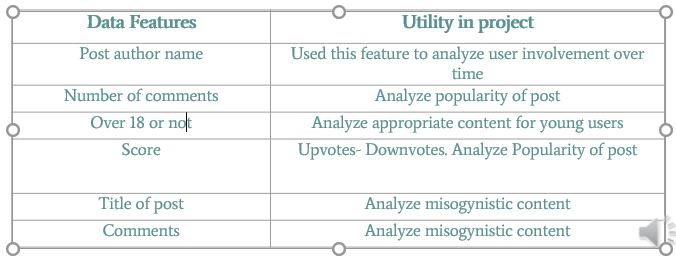 Data Features Utility in project
Post author name Used this feature to analyze user involvement over
time
Number of comments Analyze popularity of post
Over 18 or not Analyze appropriate content for young users
Score Upvotes- Downvotes. Analyze Popularity of post
Title of post Analyze misogynistic content
Comments Analyze misogynistic content